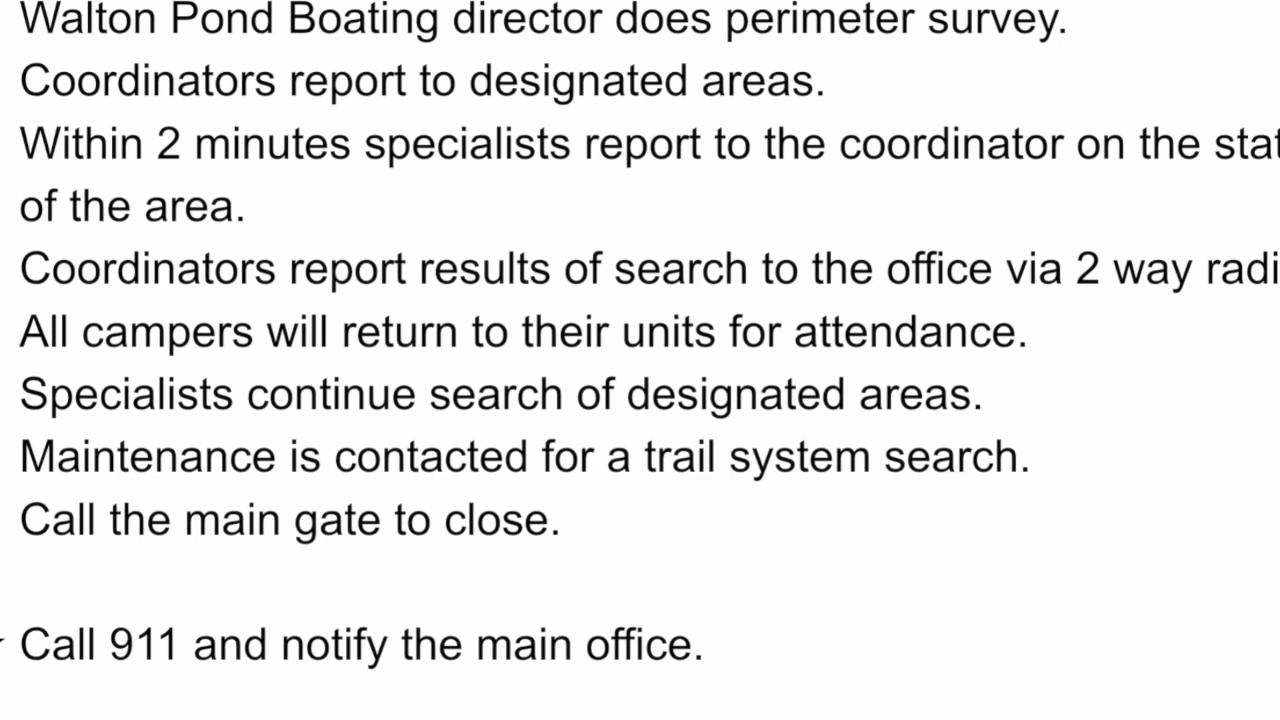 Walton Pond Boating director does perimeter survey.
Coordinators report to designated areas.
Within 2 minutes specialists report to the coordinator on the
of the area.
Coordinators report results of search to the office via 2 way
All campers will return to their units for attendance.
Specialists continue search of designated areas.
Maintenance is contacted for a trail system search.
Call the main gate to close.
Call 911 and notify the main office.